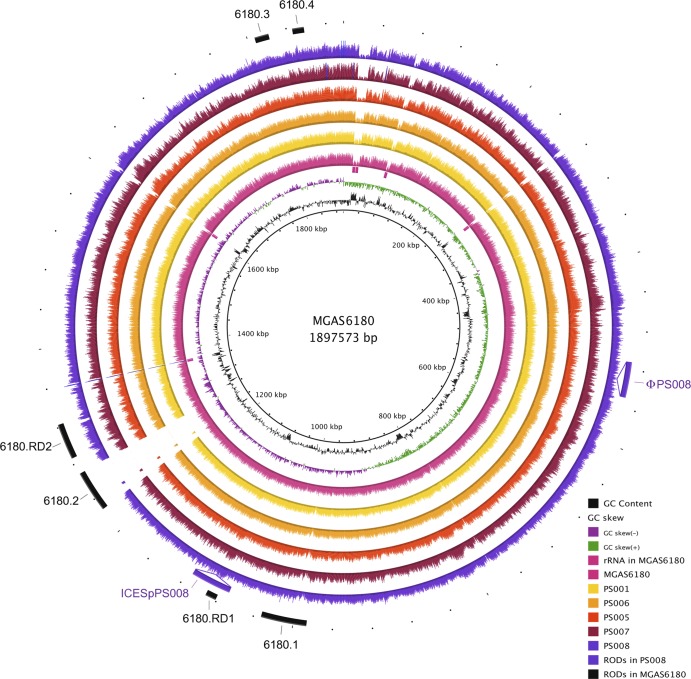 6180.3
6180.4
1800 kbp
200 kbp
1600 kbp
400 kbp
MGAS6180
1897573 bp
1400 kbp
600 kbp
ΦPS008
1200 kbp
800 kbp
1000 kbp
6180.RD2
6180.2
ICESpPS008
6180.RD1
6180.1
GC Content
GC skew
GC skew(-)
GC skew(+)
rRNA in MGAS6180
MGAS6180
PS001
PS006
PS005
PS007
PS008
RODs in PS008
RODs in MGAS6180